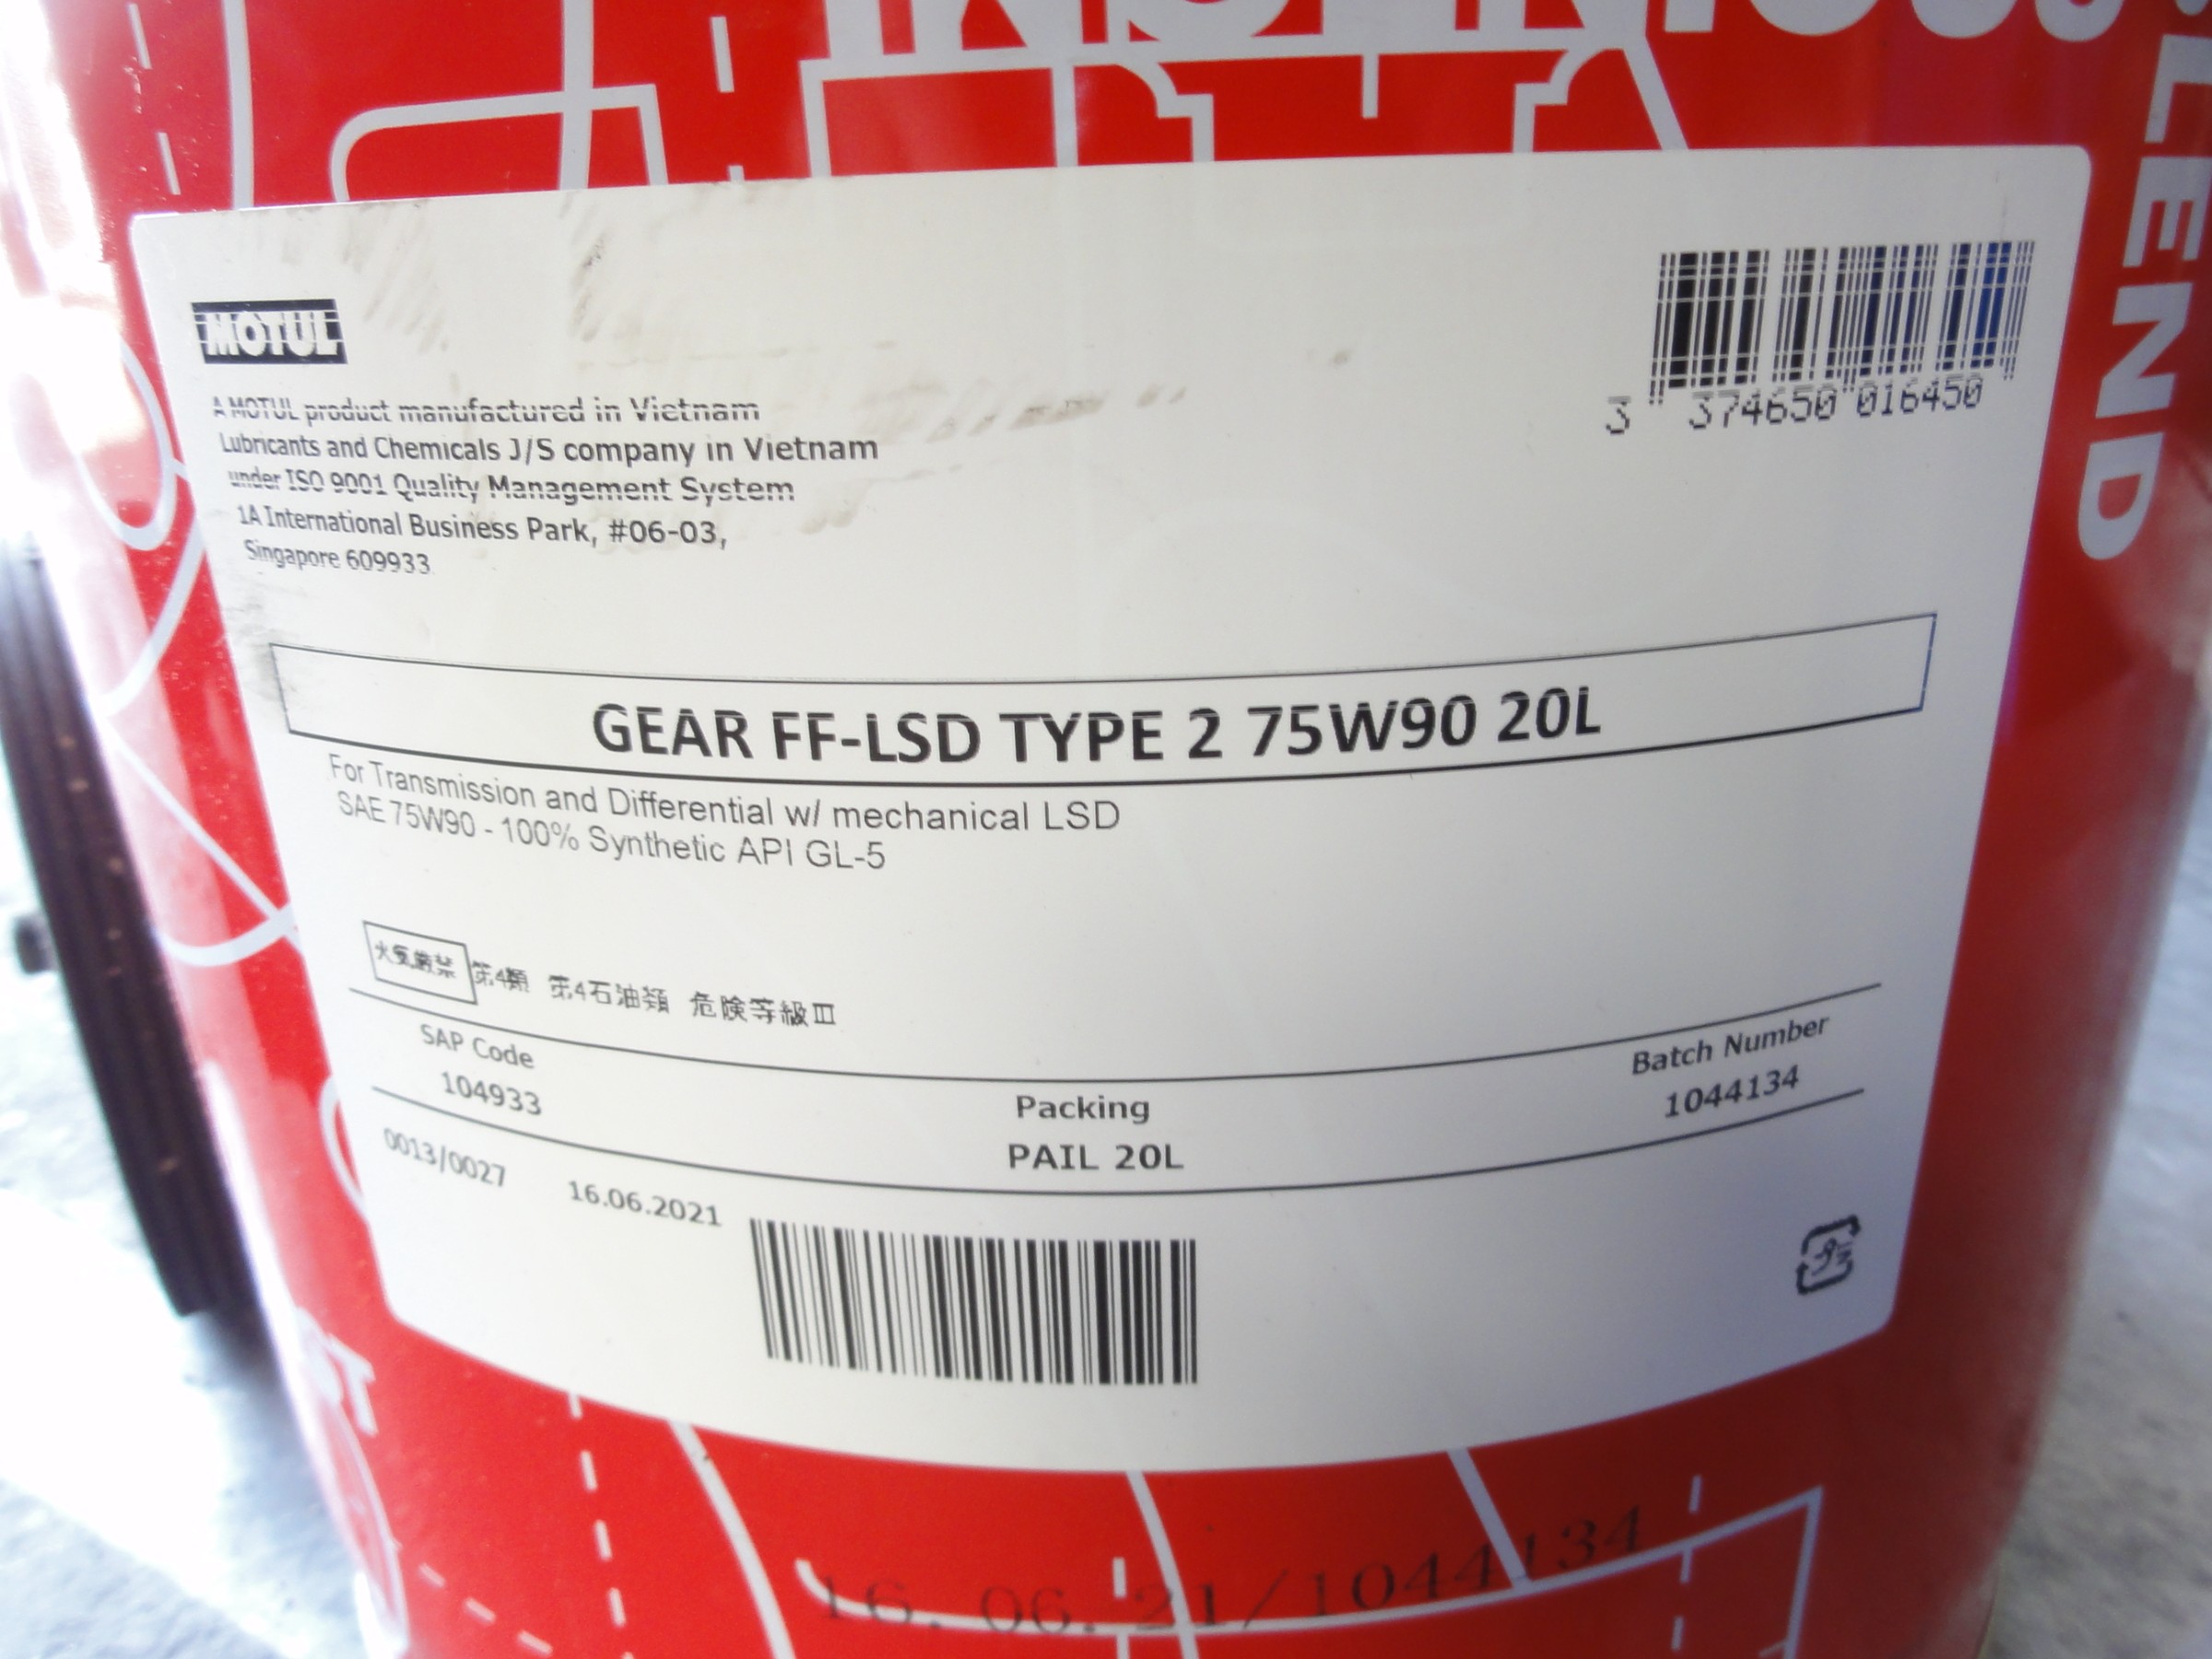 LEND
MOTUL
A MOTUL product manufactured in Vietnam
Lubricants and Chemicals J/S company in Vietnam
under ISO 9001 Quality Management System
1A International Business Park, #06-03,
Singapore 609933
3 374650 016450
GEAR FF-LSD TYPE 2 75W90 20L
For Transmission and Differential w/ mechanical LSD
SAE 75W90 - 100% Synthetic API GL-5
火気厳禁 第4類 第4石油類 危険等級Ⅲ
SAP Code
104933
Packing
PAIL 20L
Batch Number
1044134
0013/0027 16.06.2021
16.06.21/1044134